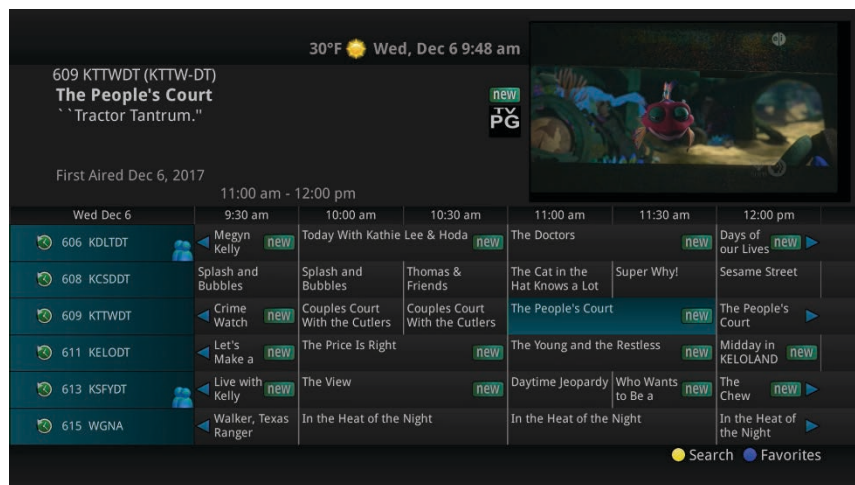 30°F Wed, Dec 6 9:48 am
609 KTTWDT (KTTW-DT)
The People's Court
new
``Tractor Tantrum."
TV
PG
First Aired Dec 6, 2017
11:00 am - 12:00 pm
Wed Dec 6 9:30 am 10:00 am 10:30 am 11:00 am 11:30 am 12:00 pm
606 KDLTDT Megyn Kelly new Today With Kathie Lee & Hoda new The Doctors new Days of our Lives new
608 KCSDDT Splash and Bubbles Splash and Bubbles Thomas & Friends The Cat in the Hat Knows a Lot Super Why! Sesame Street
609 KTTWDT Crime Watch new Couples Court With the Cutlers Couples Court With the Cutlers The People's Court new The People's Court
611 KELODT Let's Make a new The Price Is Right new The Young and the Restless new Midday in KELOLAND new
613 KSFYDT Live with Kelly new The View new Daytime Jeopardy Who Wants to Be a new The Chew new
615 WGNA Walker, Texas Ranger In the Heat of the Night In the Heat of the Night In the Heat of the Night
Search Favorites